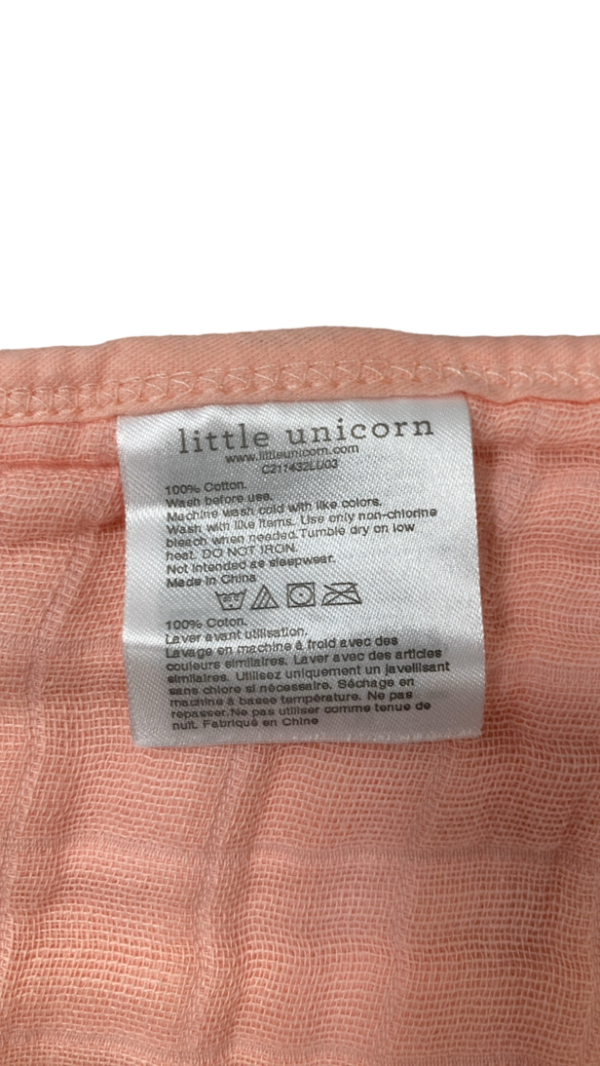 little unicorn
www.littleunicorn.com
C211432LU03
100% Cotton.
Wash before use.
Machine wash cold with like colors.
Wash with like items. Use only non-chlorine
bleach when needed. Tumble dry on low
heat. DO NOT IRON.
Not intended as sleepwear.
Made in China
100% Coton.
Laver avant utilisation.
Lavage en machine à froid avec des
couleurs similaires. Laver avec des articles
similaires. Utilisez uniquement un javellisant
sans chlore si nécessaire. Séchage en
machine à basse température. Ne pas
repasser. Ne pas utiliser comme tenue de
nuit. Fabriqué en Chine